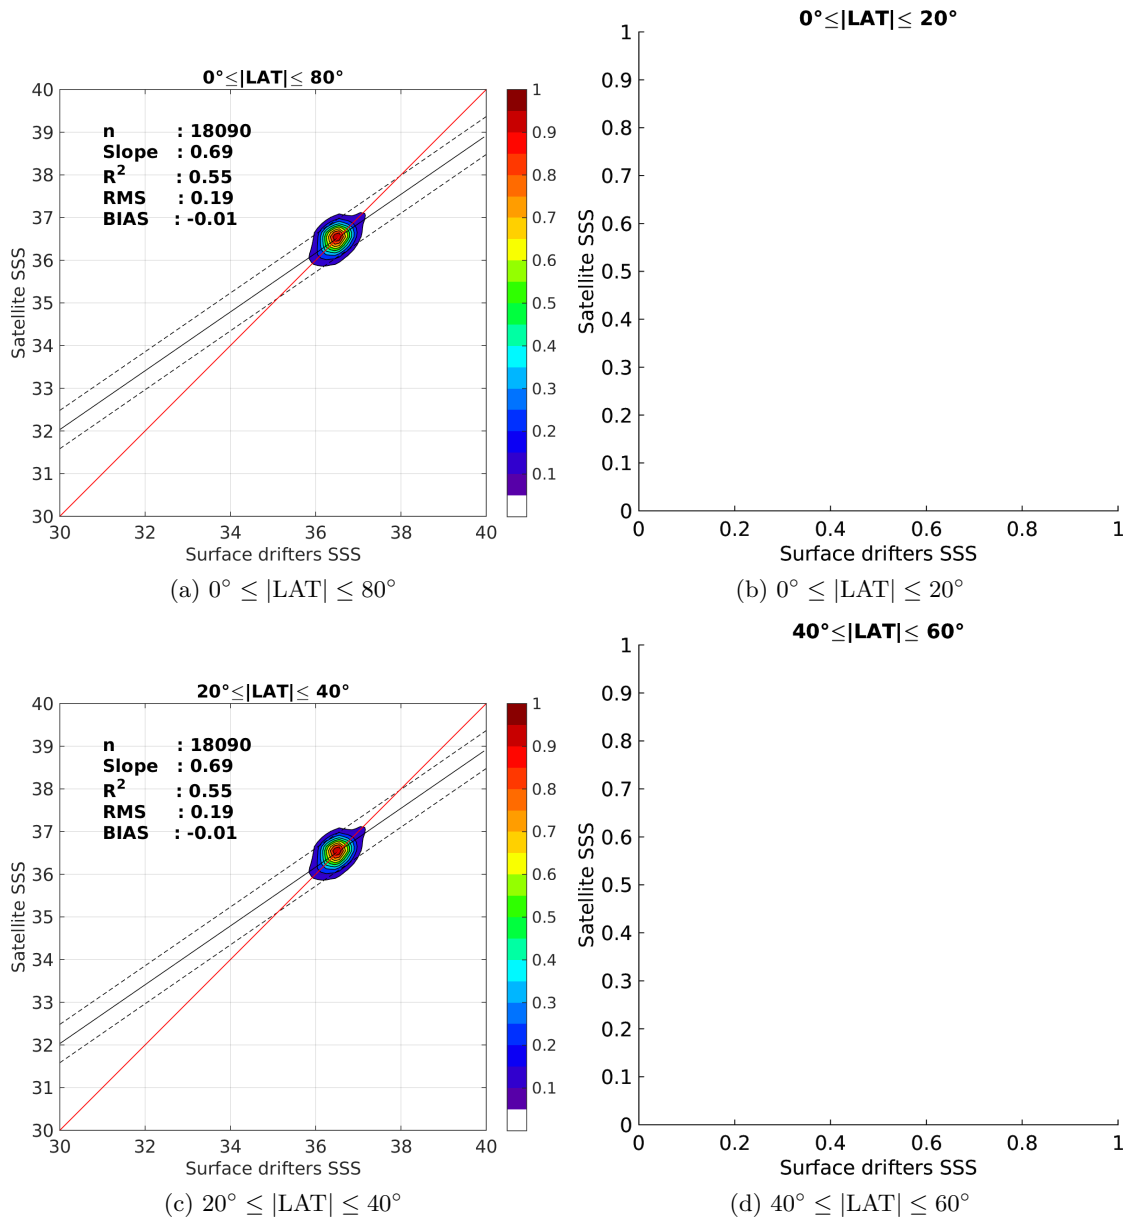 0°≤|LAT|≤ 80°
40
39
38
37
36
35
34
33
32
31
30
Satellite SSS
n : 18090
Slope : 0.69
R² : 0.55
RMS : 0.19
BIAS : -0.01
30 32 34 36 38 40
Surface drifters SSS
1
0.9
0.8
0.7
0.6
0.5
0.4
0.3
0.2
0.1
(a) 0° ≤ |LAT| ≤ 80°
0°≤|LAT|≤ 20°
1
0.9
0.8
0.7
0.6
0.5
0.4
0.3
0.2
0.1
0
Satellite SSS
0 0.2 0.4 0.6 0.8 1
Surface drifters SSS
(b) 0° ≤ |LAT| ≤ 20°
20°≤|LAT|≤ 40°
40
39
38
37
36
35
34
33
32
31
30
Satellite SSS
n : 18090
Slope : 0.69
R² : 0.55
RMS : 0.19
BIAS : -0.01
30 32 34 36 38 40
Surface drifters SSS
1
0.9
0.8
0.7
0.6
0.5
0.4
0.3
0.2
0.1
(c) 20° ≤ |LAT| ≤ 40°
40°≤|LAT|≤ 60°
1
0.9
0.8
0.7
0.6
0.5
0.4
0.3
0.2
0.1
0
Satellite SSS
0 0.2 0.4 0.6 0.8 1
Surface drifters SSS
(d) 40° ≤ |LAT| ≤ 60°